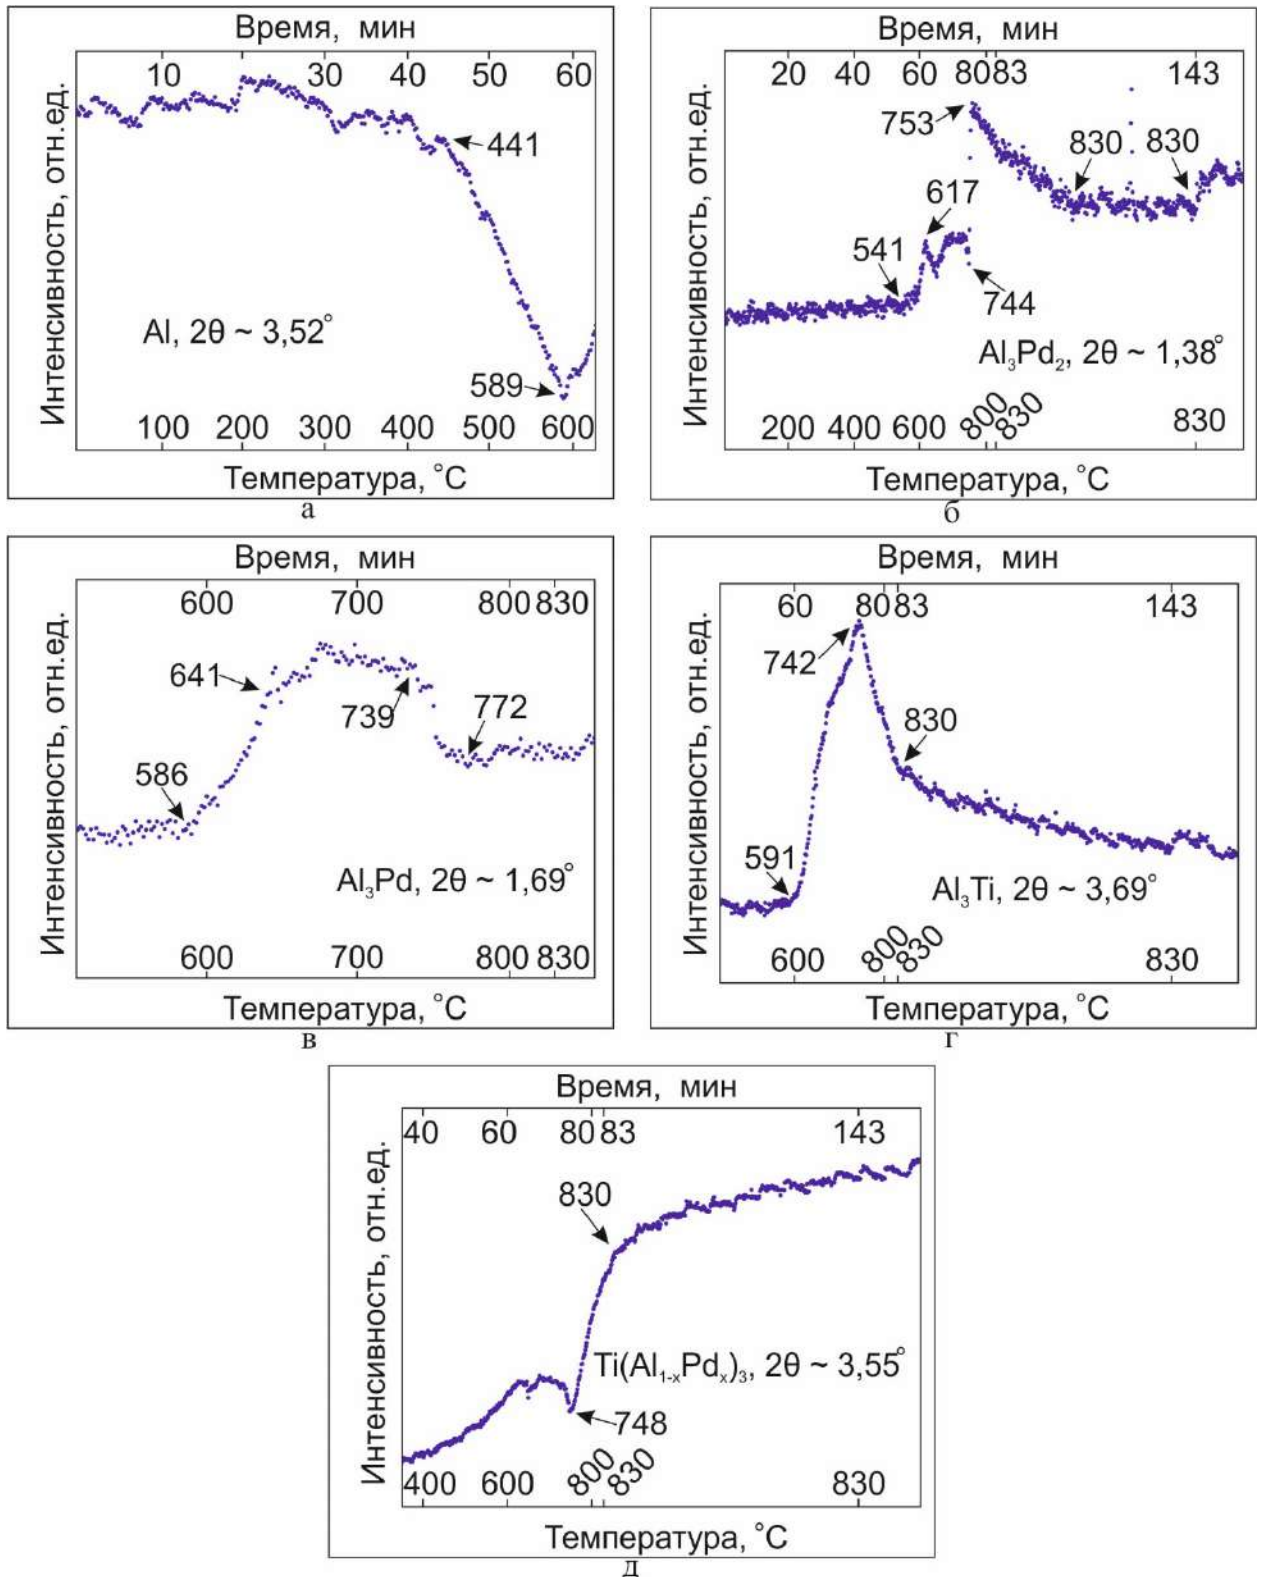 Время, мин
10 20 30 40 50 60
Интенсивность, отн.ед.
441
Al, 2θ ~ 3,52°
589
100 200 300 400 500 600
Температура, °C
а
Время, мин
20 40 60 80 83 143
Интенсивность, отн.ед.
753
830 830
617
541
744
Al₃Pd₂, 2θ ~ 1,38°
200 400 600 800 830 830
Температура, °C
б
Время, мин
600 700 800 830
Интенсивность, отн.ед.
641
739
772
586
Al₃Pd, 2θ ~ 1,69°
600 700 800 830
Температура, °C
в
Время, мин
60 80 83 143
Интенсивность, отн.ед.
742
830
591
Al₃Ti, 2θ ~ 3,69°
600 800 830 830
Температура, °C
г
Время, мин
40 60 80 83 143
Интенсивность, отн.ед.
830
Ti(Al₁₋ₓPdₓ)₃, 2θ ~ 3,55°
748
400 600 800 830 830
Температура, °C
д